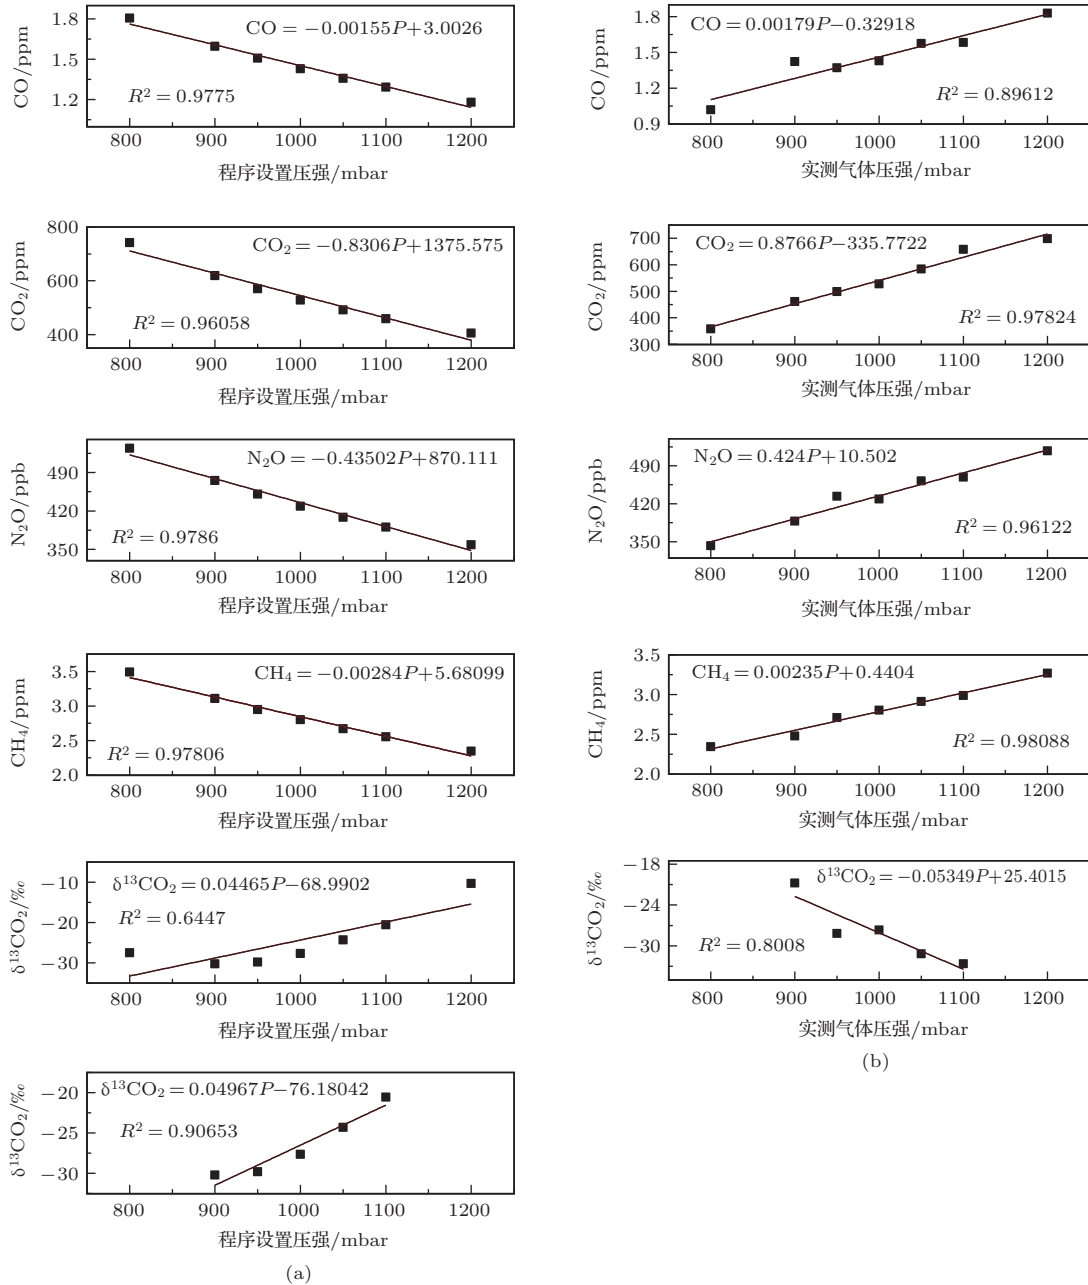 CO = −0.00155P+3.0026
R² = 0.9775
CO/ppm
1.8
1.5
1.2
800 900 1000 1100 1200
程序设置压强/mbar
CO₂ = −0.8306P+1375.575
R² = 0.96058
CO₂/ppm
800
600
400
800 900 1000 1100 1200
程序设置压强/mbar
N₂O = −0.43502P+870.111
R² = 0.9786
N₂O/ppb
490
420
350
800 900 1000 1100 1200
程序设置压强/mbar
CH₄ = −0.00284P+5.68099
R² = 0.97806
CH₄/ppm
3.5
3.0
2.5
2.0
800 900 1000 1100 1200
程序设置压强/mbar
δ¹³CO₂ = 0.04465P−68.9902
R² = 0.6447
δ¹³CO₂/‰
−10
−20
−30
800 900 1000 1100 1200
程序设置压强/mbar
δ¹³CO₂=0.04967P−76.18042
R² = 0.90653
δ¹³CO₂/‰
−20
−25
−30
800 900 1000 1100 1200
程序设置压强/mbar
(a)
CO = 0.00179P−0.32918
R² = 0.89612
CO/ppm
1.8
1.5
1.2
0.9
800 900 1000 1100 1200
实测气体压强/mbar
CO₂ = 0.8766P−335.7722
R² = 0.97824
CO₂/ppm
700
600
500
400
300
800 900 1000 1100 1200
实测气体压强/mbar
N₂O = 0.424P+10.502
R² = 0.96122
N₂O/ppb
490
420
350
800 900 1000 1100 1200
实测气体压强/mbar
CH₄ = 0.00235P+0.4404
R² = 0.98088
CH₄/ppm
3.5
3.0
2.5
2.0
800 900 1000 1100 1200
实测气体压强/mbar
δ¹³CO₂= −0.05349P+25.4015
R² = 0.8008
δ¹³CO₂/‰
−18
−24
−30
800 900 1000 1100 1200
实测气体压强/mbar
(b)